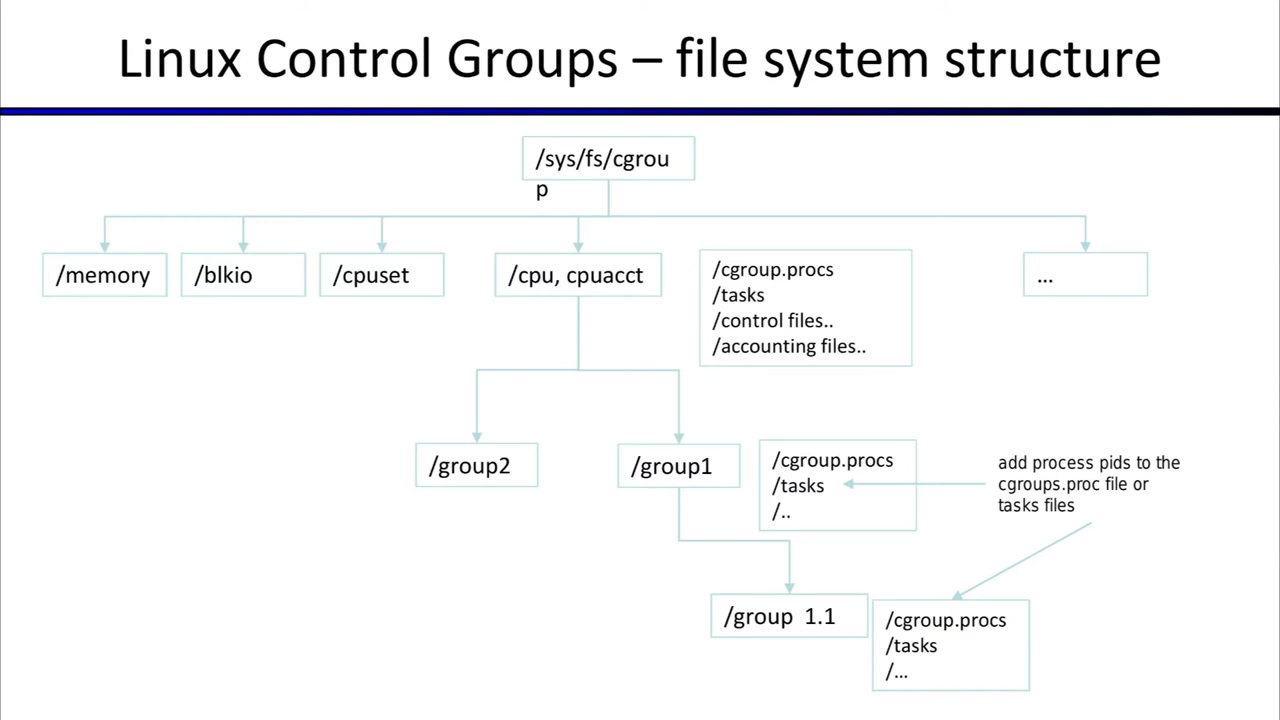 Linux Control Groups – file system structure
/sys/fs/cgrou
p
/memory
/blkio
/cpuset
/cpu, cpuacct
/cgroup.procs
/tasks
/control files..
/accounting files..
...
/group2
/group1
/cgroup.procs
/tasks
/..
add process pids to the
cgroups.proc file or
tasks files
/group 1.1
/cgroup.procs
/tasks
/...